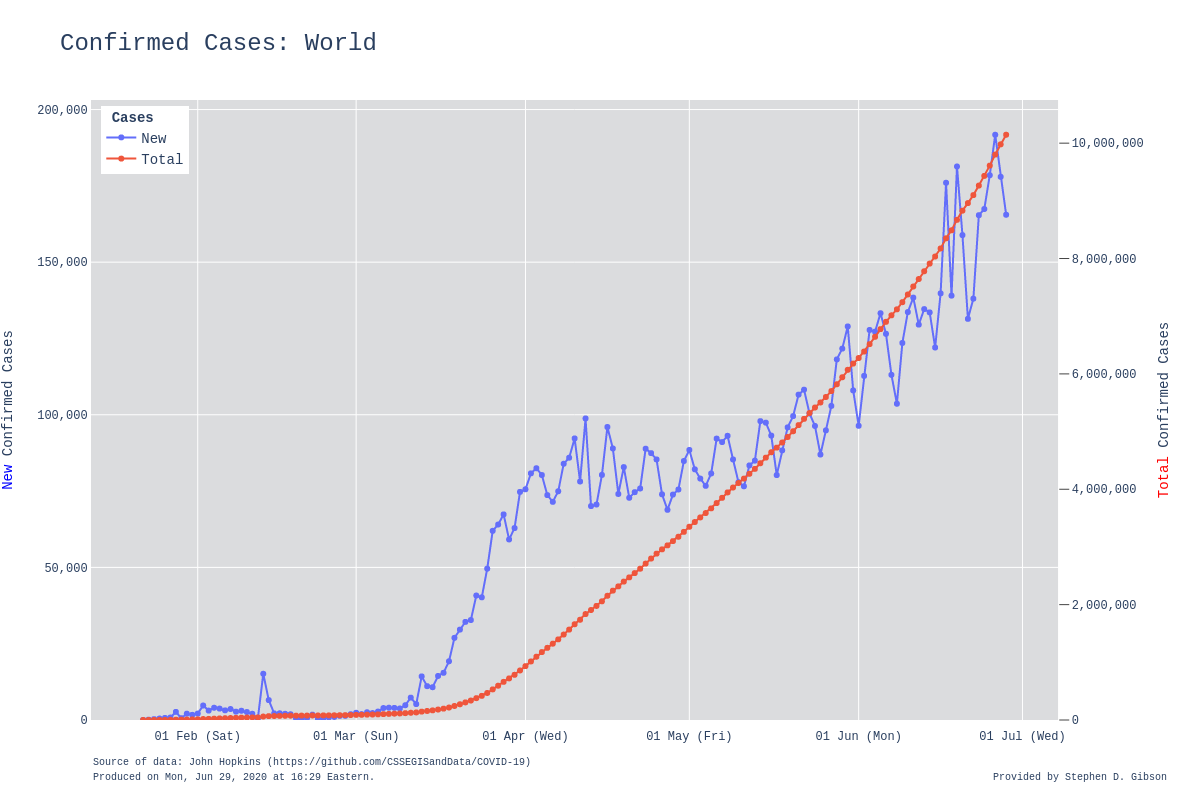 Confirmed Cases: World
Cases
New
Total
200,000
150,000
100,000
50,000
0
10,000,000
8,000,000
6,000,000
4,000,000
2,000,000
0
New Confirmed Cases
Total Confirmed Cases
01 Feb (Sat)
01 Mar (Sun)
01 Apr (Wed)
01 May (Fri)
01 Jun (Mon)
01 Jul (Wed)
Source of data: John Hopkins (https://github.com/CSSEGISandData/COVID-19)
Produced on Mon, Jun 29, 2020 at 16:29 Eastern.
Provided by Stephen D. Gibson